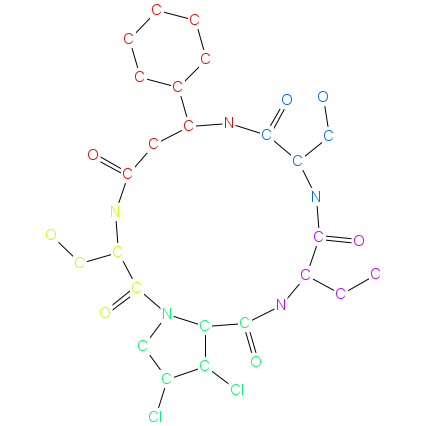 C
C C
C C
C C
O O
C N C C
O C C
C
N N
O C C O
C C C
C N C
O N C C
C C O
C C Cl
Cl